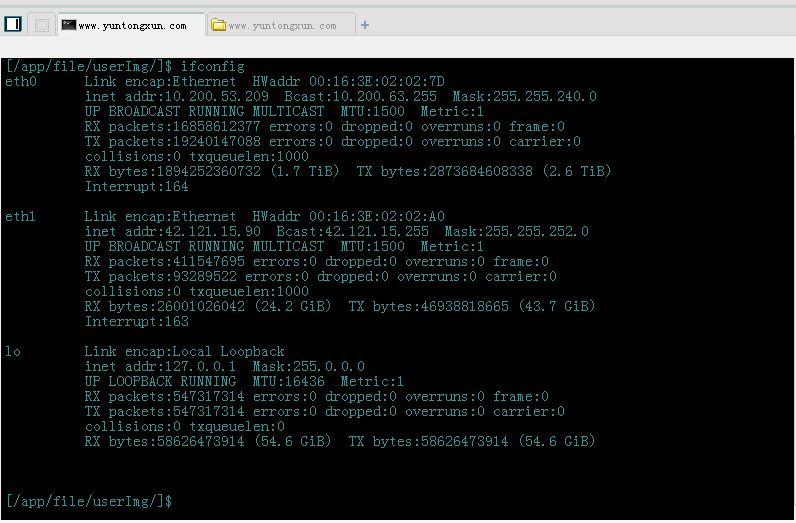 www.yuntongxun.com
www.yuntongxun.com
[/app/file/userImg/]$ ifconfig
eth0 Link encap:Ethernet HWaddr 00:16:3E:02:02:7D
inet addr:10.200.53.209 Bcast:10.200.63.255 Mask:255.255.240.0
UP BROADCAST RUNNING MULTICAST MTU:1500 Metric:1
RX packets:16858612377 errors:0 dropped:0 overruns:0 frame:0
TX packets:19240147088 errors:0 dropped:0 overruns:0 carrier:0
collisions:0 txqueuelen:1000
RX bytes:1894252360732 (1.7 TiB) TX bytes:2873684608338 (2.6 TiB)
Interrupt:164
eth1 Link encap:Ethernet HWaddr 00:16:3E:02:02:A0
inet addr:42.121.15.90 Bcast:42.121.15.255 Mask:255.255.252.0
UP BROADCAST RUNNING MULTICAST MTU:1500 Metric:1
RX packets:411547695 errors:0 dropped:0 overruns:0 frame:0
TX packets:93289522 errors:0 dropped:0 overruns:0 carrier:0
collisions:0 txqueuelen:1000
RX bytes:26001026042 (24.2 GiB) TX bytes:46938818665 (43.7 GiB)
Interrupt:163
lo Link encap:Local Loopback
inet addr:127.0.0.1 Mask:255.0.0.0
UP LOOPBACK RUNNING MTU:16436 Metric:1
RX packets:547317314 errors:0 dropped:0 overruns:0 frame:0
TX packets:547317314 errors:0 dropped:0 overruns:0 carrier:0
collisions:0 txqueuelen:0
RX bytes:58626473914 (54.6 GiB) TX bytes:58626473914 (54.6 GiB)
[/app/file/userImg/]$